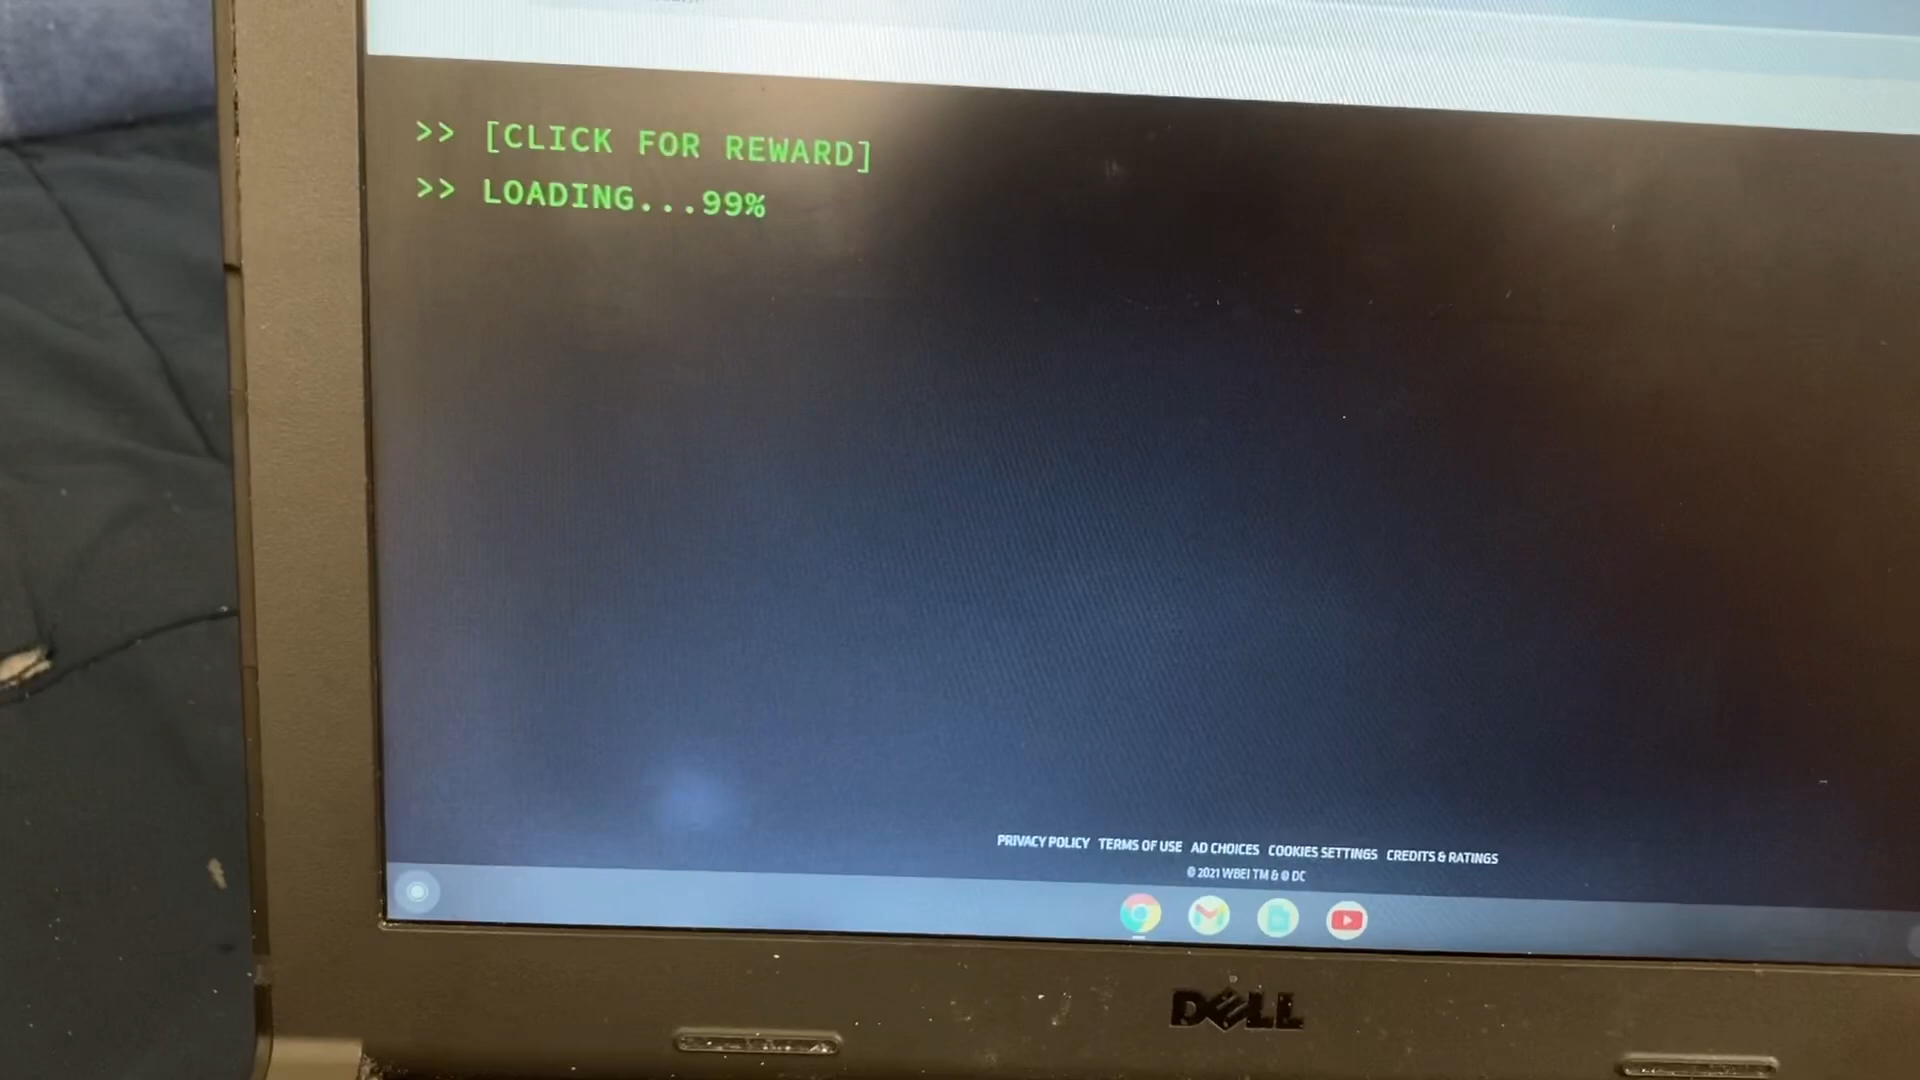 >> [CLICK FOR REWARD]
>> LOADING...99%
PRIVACY POLICY TERMS OF USE AD CHOICES COOKIES SETTINGS CREDITS & RATINGS
© 2021 WBEI TM & © DC
DELL